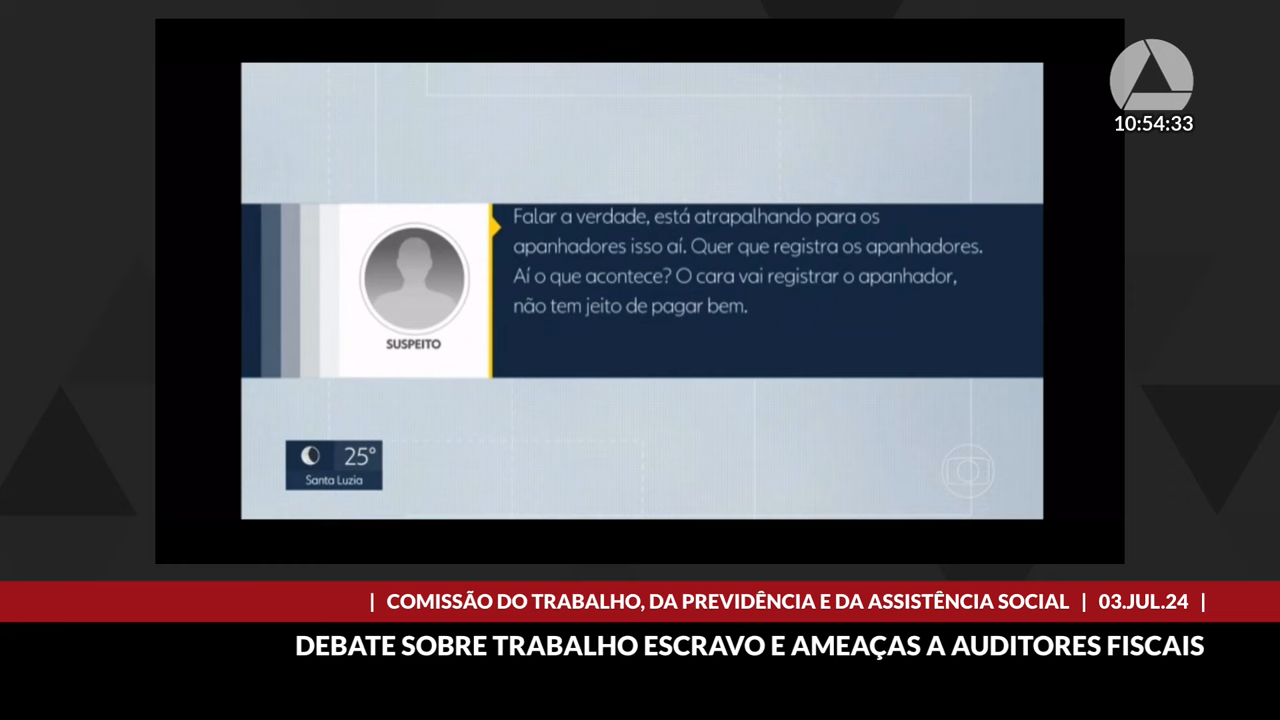 10:54:33
Falar a verdade, está atrapalhando para os
apanhadores isso aí. Quer que registra os apanhadores.
Aí o que acontece? O cara vai registrar o apanhador,
não tem jeito de pagar bem.
SUSPEITO
25°
Santa Luzia
| COMISSÃO DO TRABALHO, DA PREVIDÊNCIA E DA ASSISTÊNCIA SOCIAL | 03.JUL.24 |
DEBATE SOBRE TRABALHO ESCRAVO E AMEAÇAS A AUDITORES FISCAIS